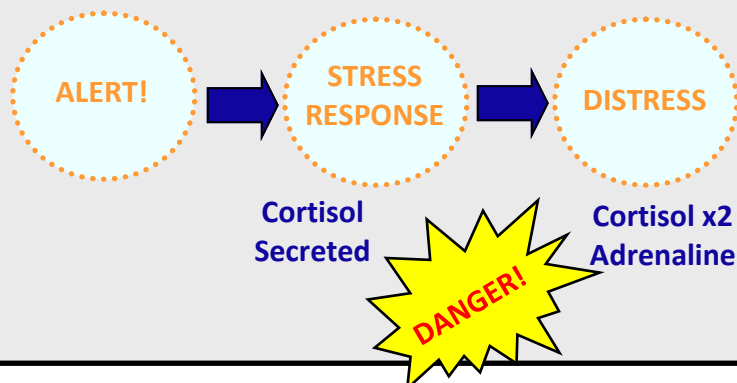 ALERT!
STRESS
RESPONSE
DISTRESS
Cortisol
Secreted
Cortisol x2
Adrenaline
DANGER!